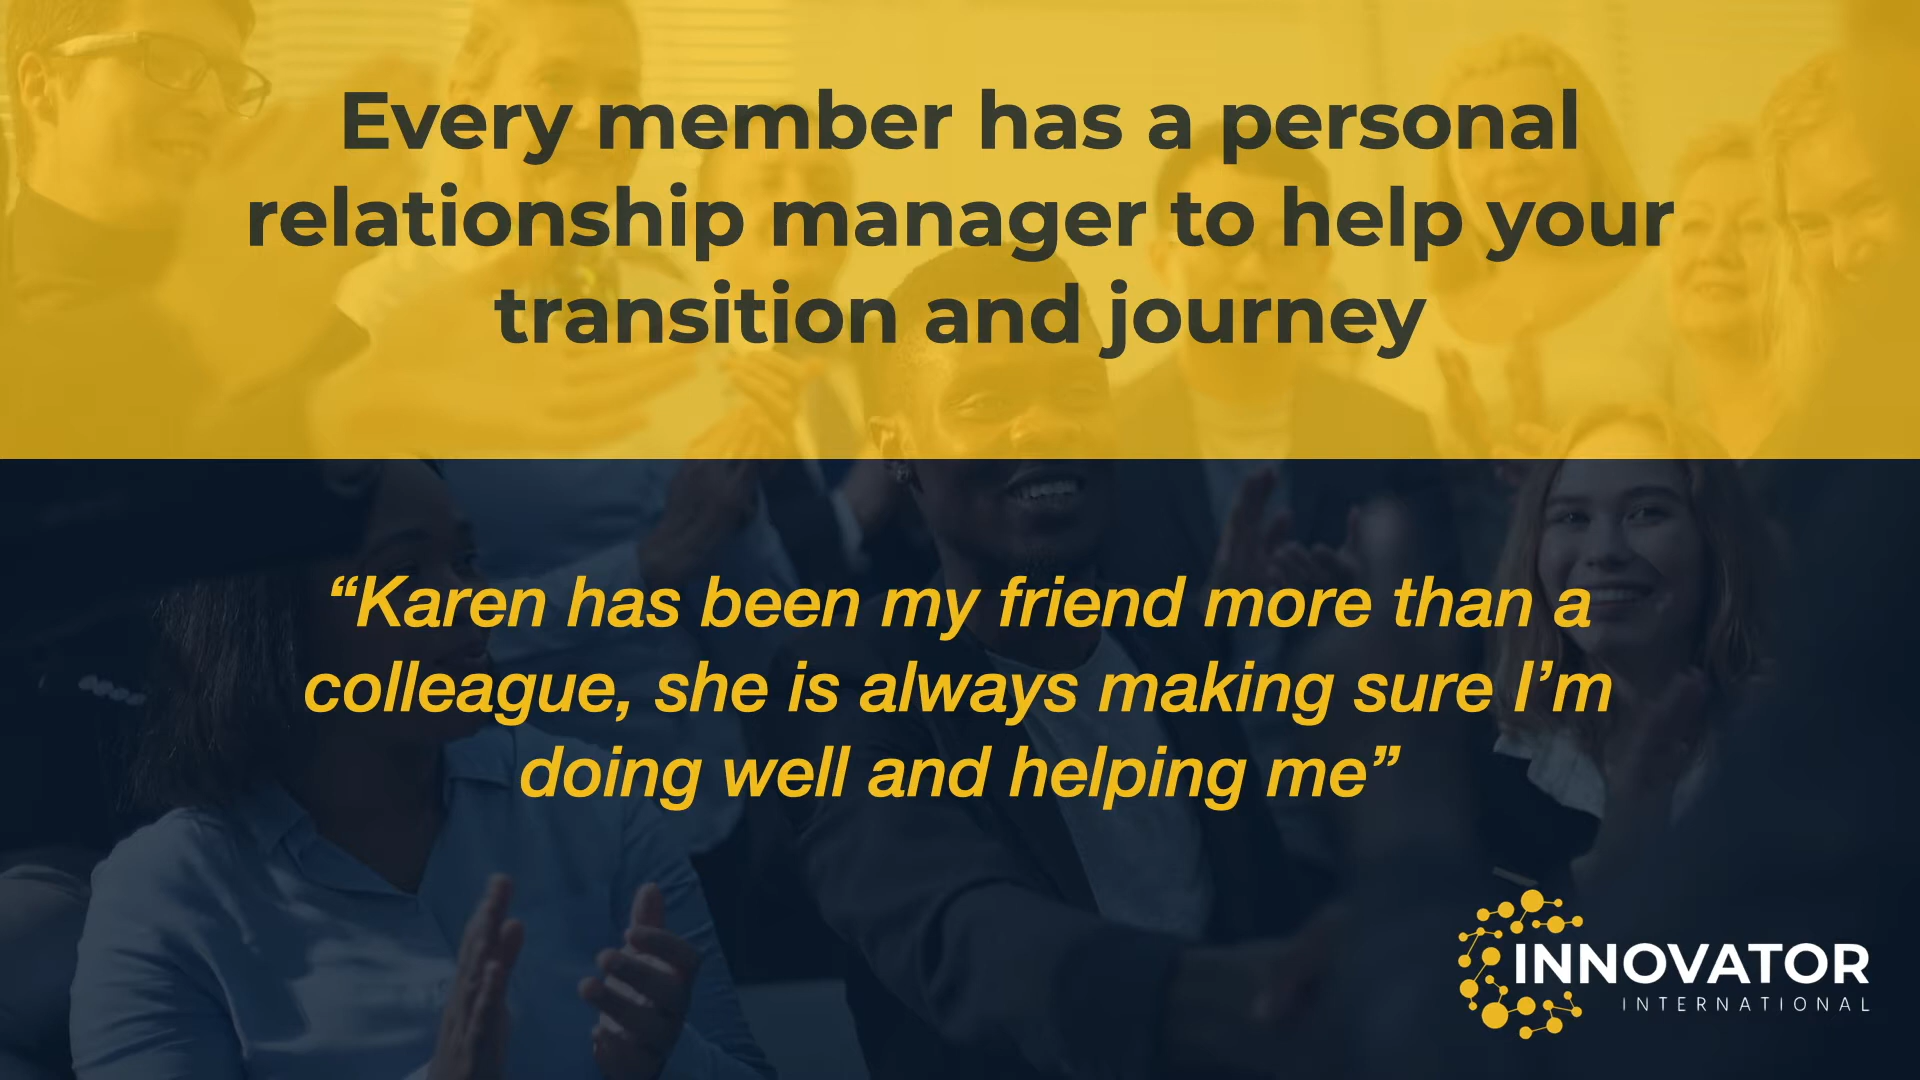 Every member has a personal
relationship manager to help your
transition and journey
“Karen has been my friend more than a
colleague, she is always making sure I’m
doing well and helping me”
INNOVATOR
INTERNATIONAL